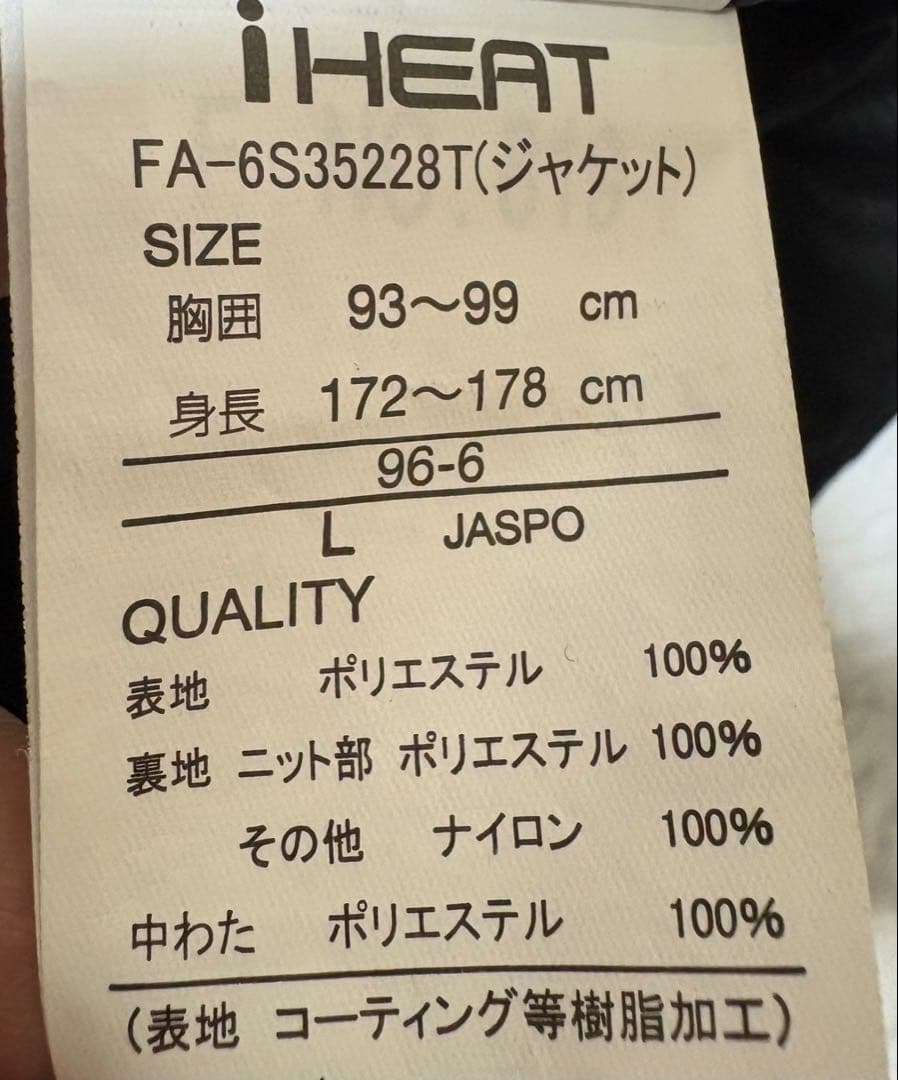 iHEAT
FA-6S35228T(ジャケット)
SIZE
胸囲 93～99 cm
身長 172～178 cm
96-6
L JASPO
QUALITY
表地 ポリエステル 100%
裏地 ニット部 ポリエステル 100%
その他 ナイロン 100%
中わた ポリエステル 100%
(表地 コーティング等樹脂加工)